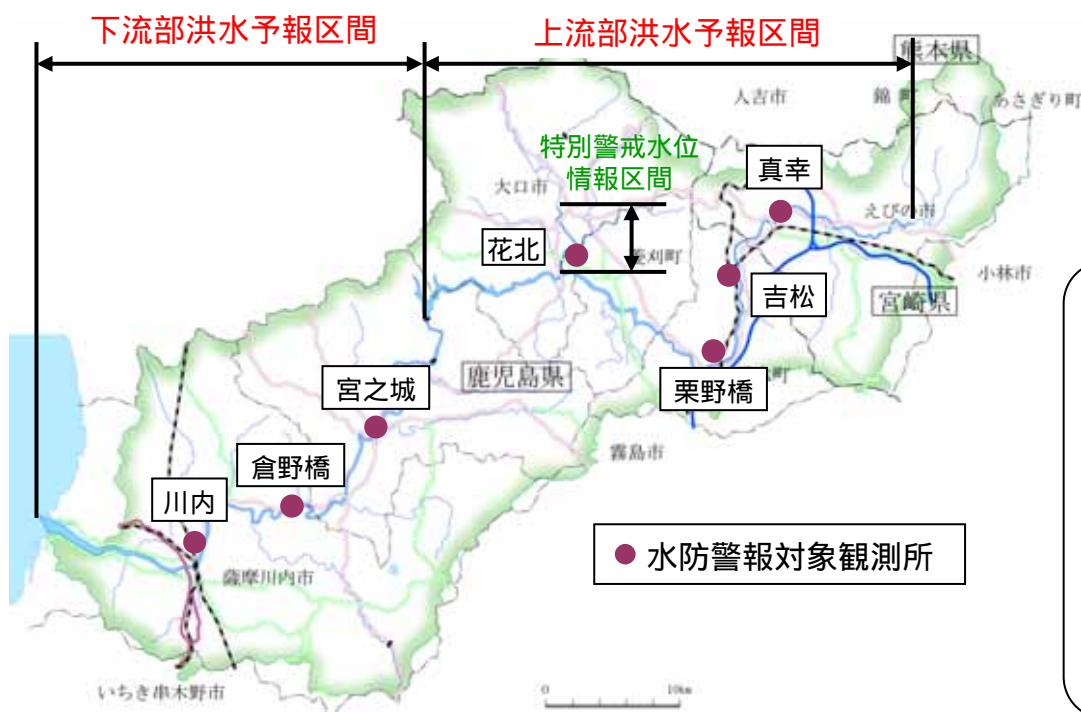 下流部洪水予報区間
上流部洪水予報区間
熊本県
人吉市
錦町
あさぎり町
特別警戒水位
情報区間
大口市
真幸
えびの市
花北
菱刈町
小林市
吉松
宮崎県
鹿児島県
栗野橋
町
宮之城
霧島市
倉野橋
川内
水防警報対象観測所
薩摩川内市
いちき串木野市
0
10km